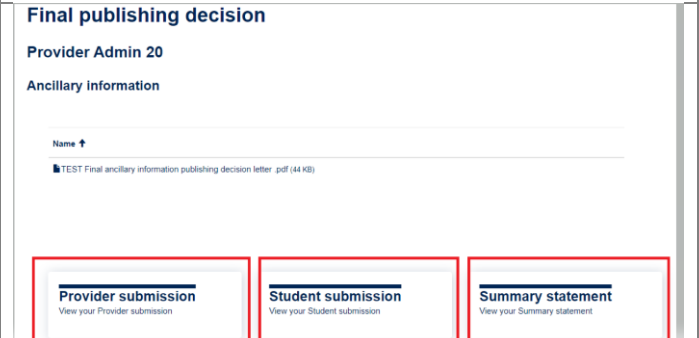 Final publishing decision
Provider Admin 20
Ancillary information
Name ↑
TEST Final ancillary information publishing decision letter .pdf (44 KB)
Provider submission
View your Provider submission
Student submission
View your Student submission
Summary statement
View your Summary statement